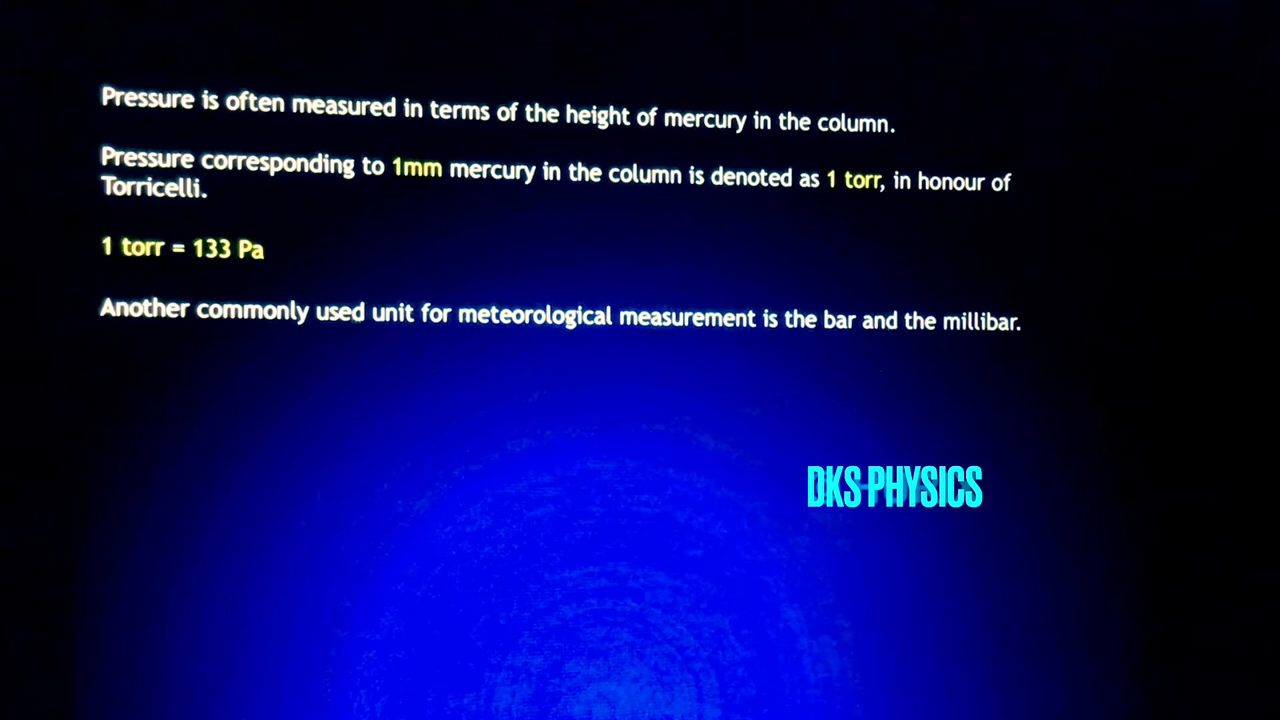 Pressure is often measured in terms of the height of mercury in the column.
Pressure corresponding to 1mm mercury in the column is denoted as 1 torr, in honour of
Torricelli.
1 torr = 133 Pa
Another commonly used unit for meteorological measurement is the bar and the millibar.
DKS PHYSICS